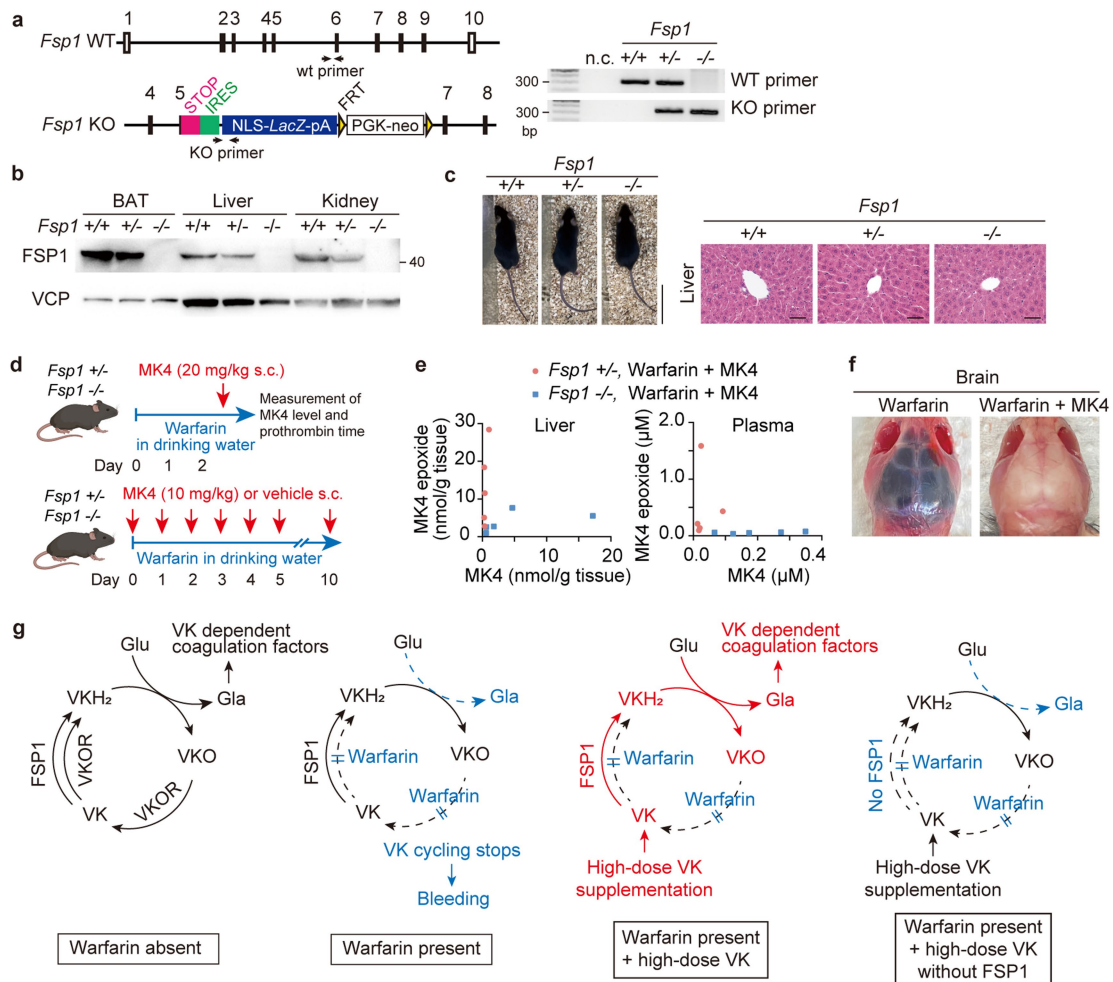 a
1 2 3 4 5 6 7 8 9 10
Fsp1 WT
wt primer
4 5 STOP IRES FRT 7 8
Fsp1 KO NLS-LacZ-pA PGK-neo
KO primer
Fsp1
n.c. +/+ +/- -/-
300 WT primer
300 KO primer
bp
b
BAT Liver Kidney
Fsp1 +/+ +/- -/- +/+ +/- -/- +/+ +/- -/-
FSP1
40
VCP
c
Fsp1
+/+ +/- -/-
Fsp1
+/+ +/- -/-
Liver
d
Fsp1 +/-
Fsp1 -/-
MK4 (20 mg/kg s.c.)
Warfarin
in drinking water
Measurement of
MK4 level and
prothrombin time
Day 0 1 2
Fsp1 +/-
Fsp1 -/-
MK4 (10 mg/kg) or vehicle s.c.
Warfarin in drinking water
Day 0 1 2 3 4 5 10
e
Fsp1 +/-, Warfarin + MK4
Fsp1 -/-, Warfarin + MK4
Liver
MK4 epoxide
(nmol/g tissue)
30
20
10
0
0 5 10 15 20
MK4 (nmol/g tissue)
Plasma
MK4 epoxide (μM)
2.0
1.0
0
0 0.2 0.4
MK4 (μM)
f
Brain
Warfarin Warfarin + MK4
g
VK dependent
coagulation factors
Glu
VKH₂
Gla
FSP1
VKOR
VKO
VK
VKOR
Warfarin absent
Glu
VKH₂
Gla
FSP1
Warfarin
VKO
Warfarin
VK
VK cycling stops
Bleeding
Warfarin present
VK dependent
coagulation factors
Glu
VKH₂
Gla
FSP1
Warfarin
VKO
Warfarin
VK
High-dose VK
supplementation
Warfarin present
+ high-dose VK
Glu
VKH₂
Gla
No FSP1
Warfarin
VKO
Warfarin
VK
High-dose VK
supplementation
Warfarin present
+ high-dose VK
without FSP1